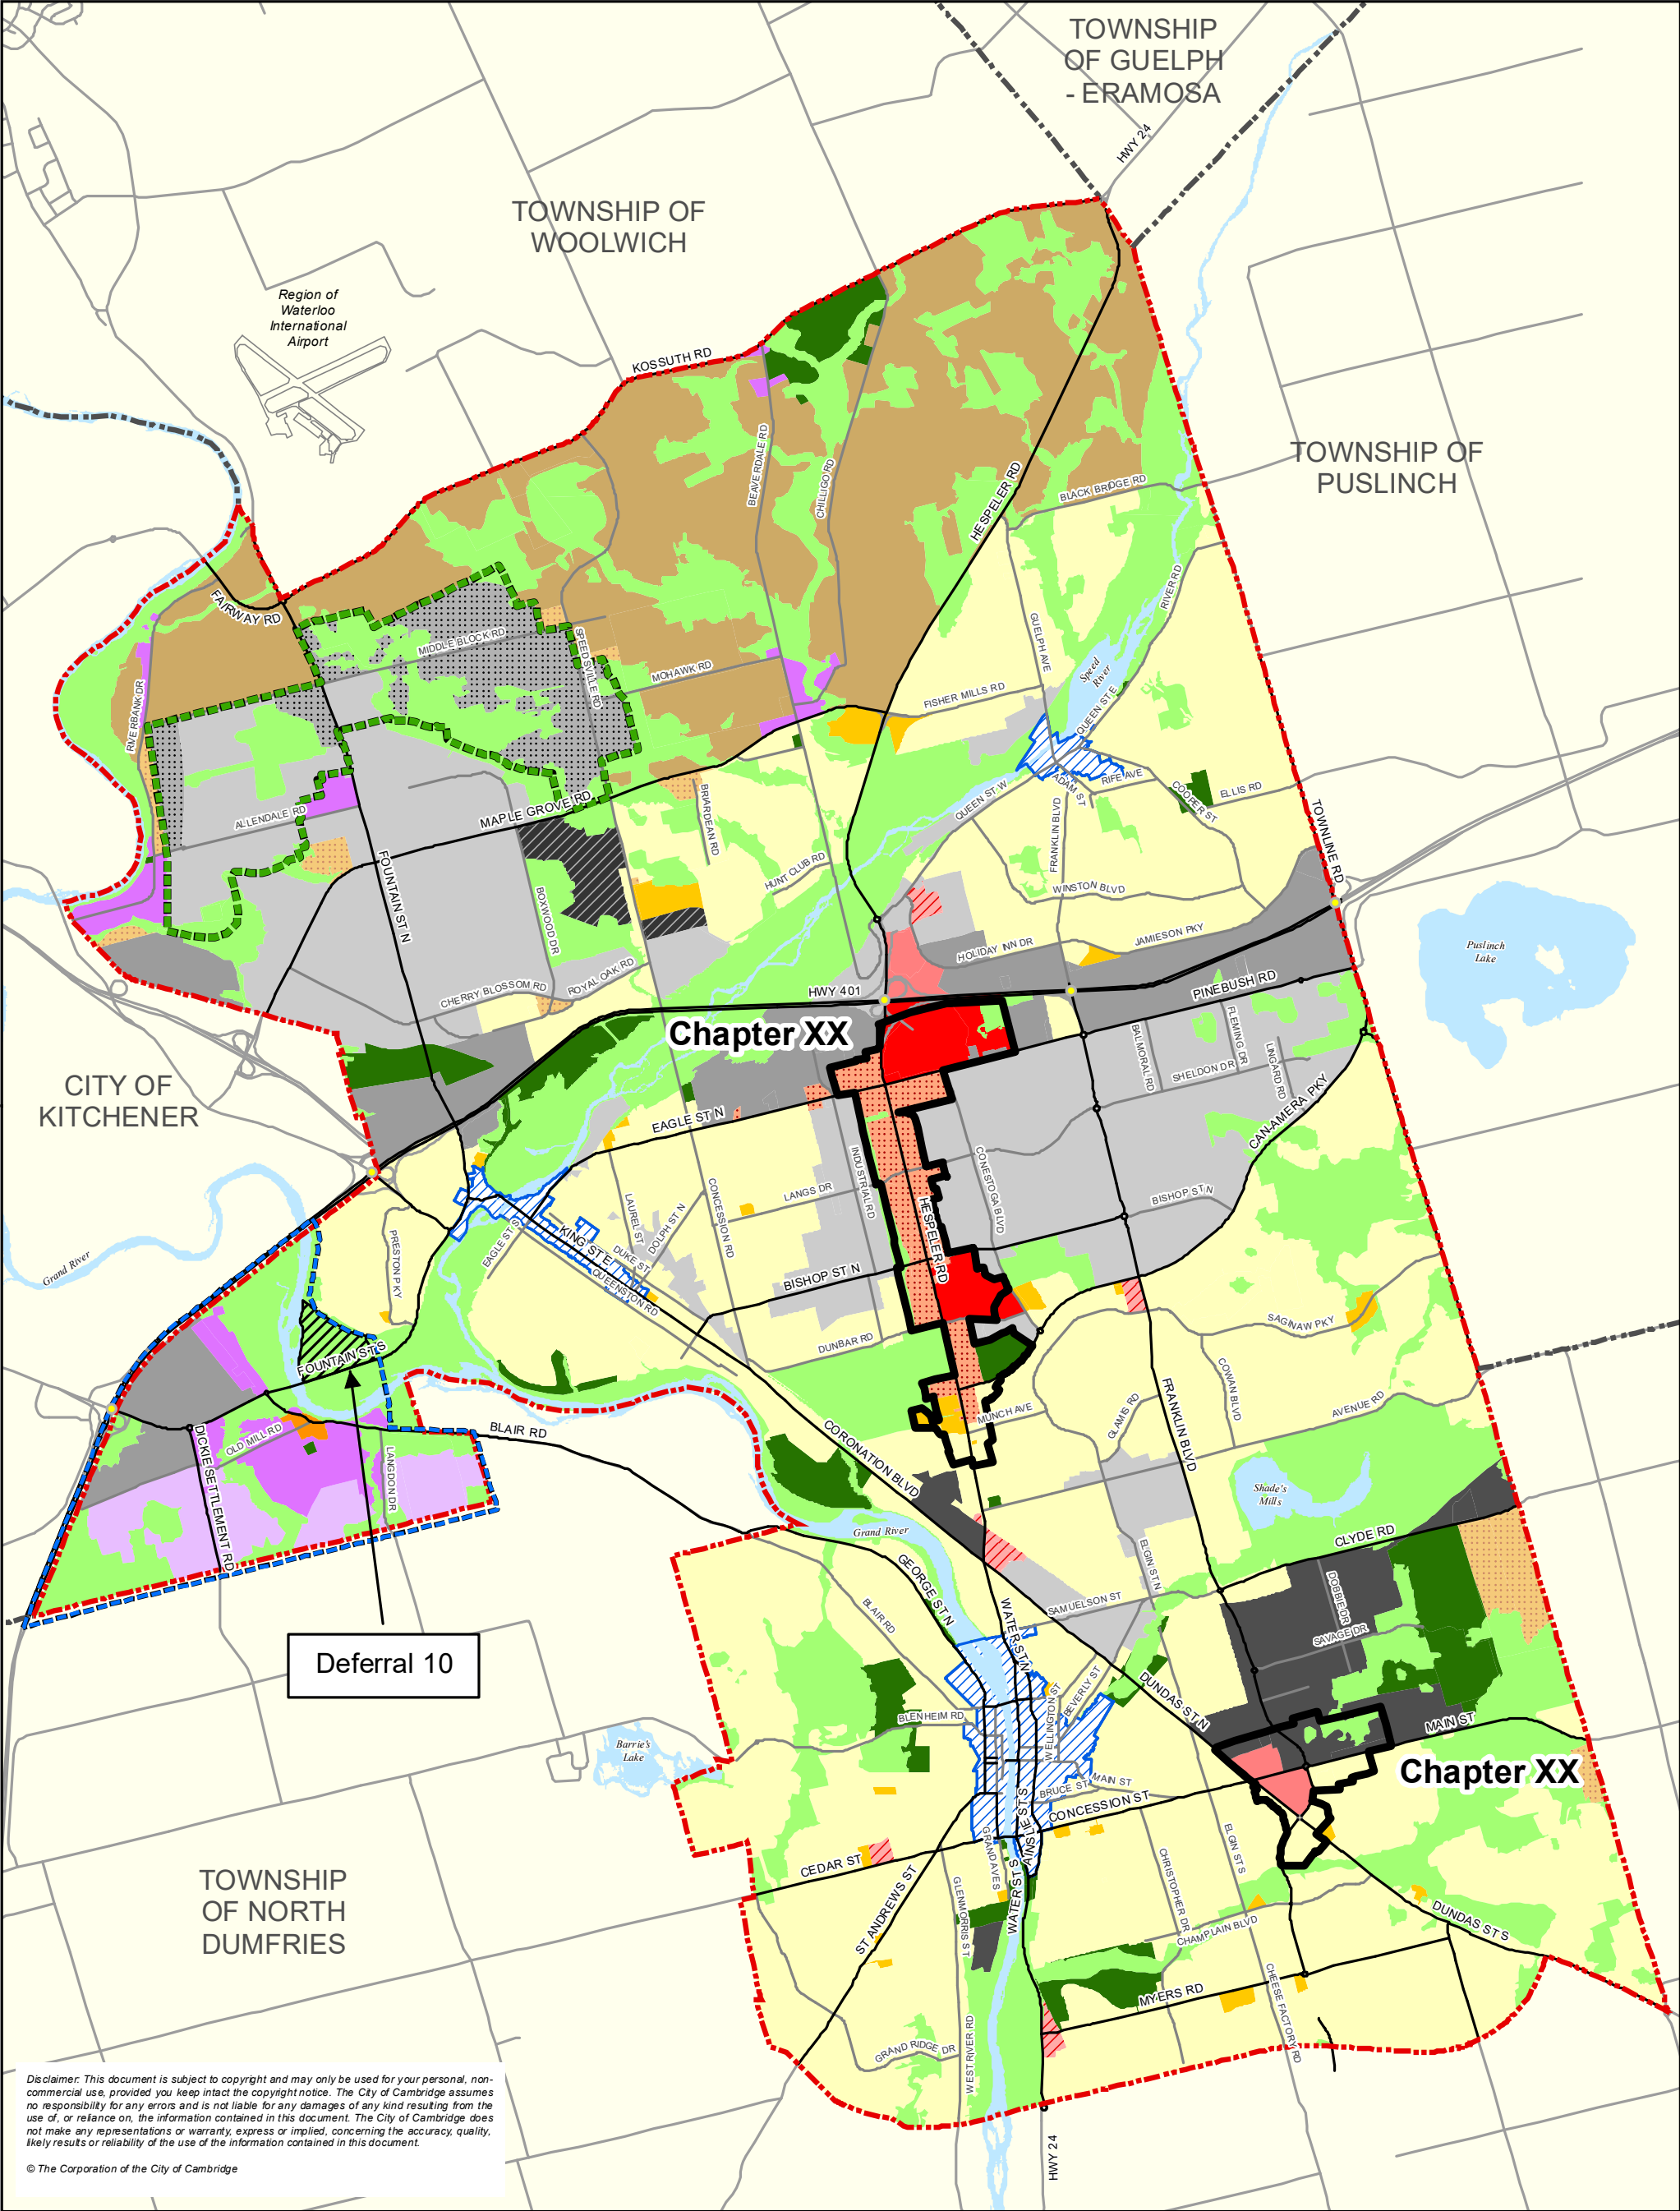 TOWNSHIP
OF GUELPH
- ERAMOSA
HWY 24
TOWNSHIP OF
WOOLWICH
Region of
Waterloo
International
Airport
KOSSUTH RD
TOWNSHIP OF
PUSLINCH
BEAVERDALE RD
CHILLIGO RD
HESPELER RD
BLACK BRIDGE RD
RIVER RD
FAIRWAY RD
MIDDLE BLOCK RD
SPEEDSVILLE RD
MOHAWK RD
GUELPH AVE
Speed
River
RIVERBANK DR
FISHER MILLS RD
QUEEN ST E
ALLENDALE RD
MAPLE GROVE RD
BRIARDEAN RD
QUEEN ST W
ADAM ST
RIFE AVE
COOPER ST
ELLIS RD
TOWNLINE RD
FOUNTAIN ST N
BOXWOOD DR
HUNT CLUB RD
FRANKLIN BLVD
WINSTON BLVD
HOLIDAY INN DR
JAMIESON PKY
Puslinch
Lake
CHERRY BLOSSOM RD
ROYAL OAK RD
HWY 401
PINEBUSH RD
Chapter XX
CITY OF
KITCHENER
BALMORAL RD
FLEMING DR
SHELDON DR
LINGARD RD
CAN-AMERA PKY
EAGLE ST N
INDUSTRIAL RD
CONESTOGA BLVD
LANGS DR
CONCESSION RD
BISHOP ST N
HESPELER RD
LAUREL ST
DOLPH ST N
DUKE ST
KING ST E
QUEENSTON RD
EAGLE ST S
PRESTON PKY
Grand River
BISHOP ST N
DUNBAR RD
SAGINAW PKY
FOUNTAIN ST S
COWAN BLVD
AVENUE RD
MUNCH AVE
GLAMIS RD
FRANKLIN BLVD
BLAIR RD
OLD MILL RD
DICKIE SETTLEMENT RD
LANGDON DR
CORONATION BLVD
Shade's
Mills
Grand River
CLYDE RD
GEORGE ST N
ELGIN ST N
DOBBIE DR
SAVAGE DR
BLAIR RD
WATER ST N
SAMUELSON ST
Deferral 10
DUNDAS ST N
BEVERLY ST
WELLINGTON ST
BLENHEIM RD
MAIN ST
Barrie's
Lake
Chapter XX
MAIN ST
BRUCE ST
CONCESSION ST
AINSLIE ST S
GRAND AVE S
CEDAR ST
ST ANDREWS ST
GLENMORRIS ST
WATER ST S
CHRISTOPHER DR
ELGIN ST S
CHAMPLAIN BLVD
DUNDAS ST S
TOWNSHIP
OF NORTH
DUMFRIES
MYERS RD
CHEESE FACTORY RD
GRAND RIDGE DR
WEST RIVER RD
HWY 24
Disclaimer: This document is subject to copyright and may only be used for your personal, non-
commercial use, provided you keep intact the copyright notice. The City of Cambridge assumes
no responsibility for any errors and is not liable for any damages of any kind resulting from the
use of, or reliance on, the information contained in this document. The City of Cambridge does
not make any representations or warranty, express or implied, concerning the accuracy, quality,
likely results or reliability of the use of the information contained in this document.
© The Corporation of the City of Cambridge